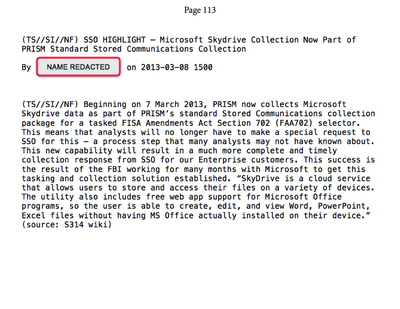 Page 113
(TS//SI//NF) SSO HIGHLIGHT – Microsoft Skydrive Collection Now Part of
PRISM Standard Stored Communications Collection
By NAME REDACTED on 2013-03-08 1500
(TS//SI//NF) Beginning on 7 March 2013, PRISM now collects Microsoft
Skydrive data as part of PRISM's standard Stored Communications collection
package for a tasked FISA Amendments Act Section 702 (FAA702) selector.
This means that analysts will no longer have to make a special request to
SSO for this – a process step that many analysts may not have known about.
This new capability will result in a much more complete and timely
collection response from SSO for our Enterprise customers. This success is
the result of the FBI working for many months with Microsoft to get this
tasking and collection solution established. “SkyDrive is a cloud service
that allows users to store and access their files on a variety of devices.
The utility also includes free web app support for Microsoft Office
programs, so the user is able to create, edit, and view Word, PowerPoint,
Excel files without having MS Office actually installed on their device.”
(source: S314 wiki)